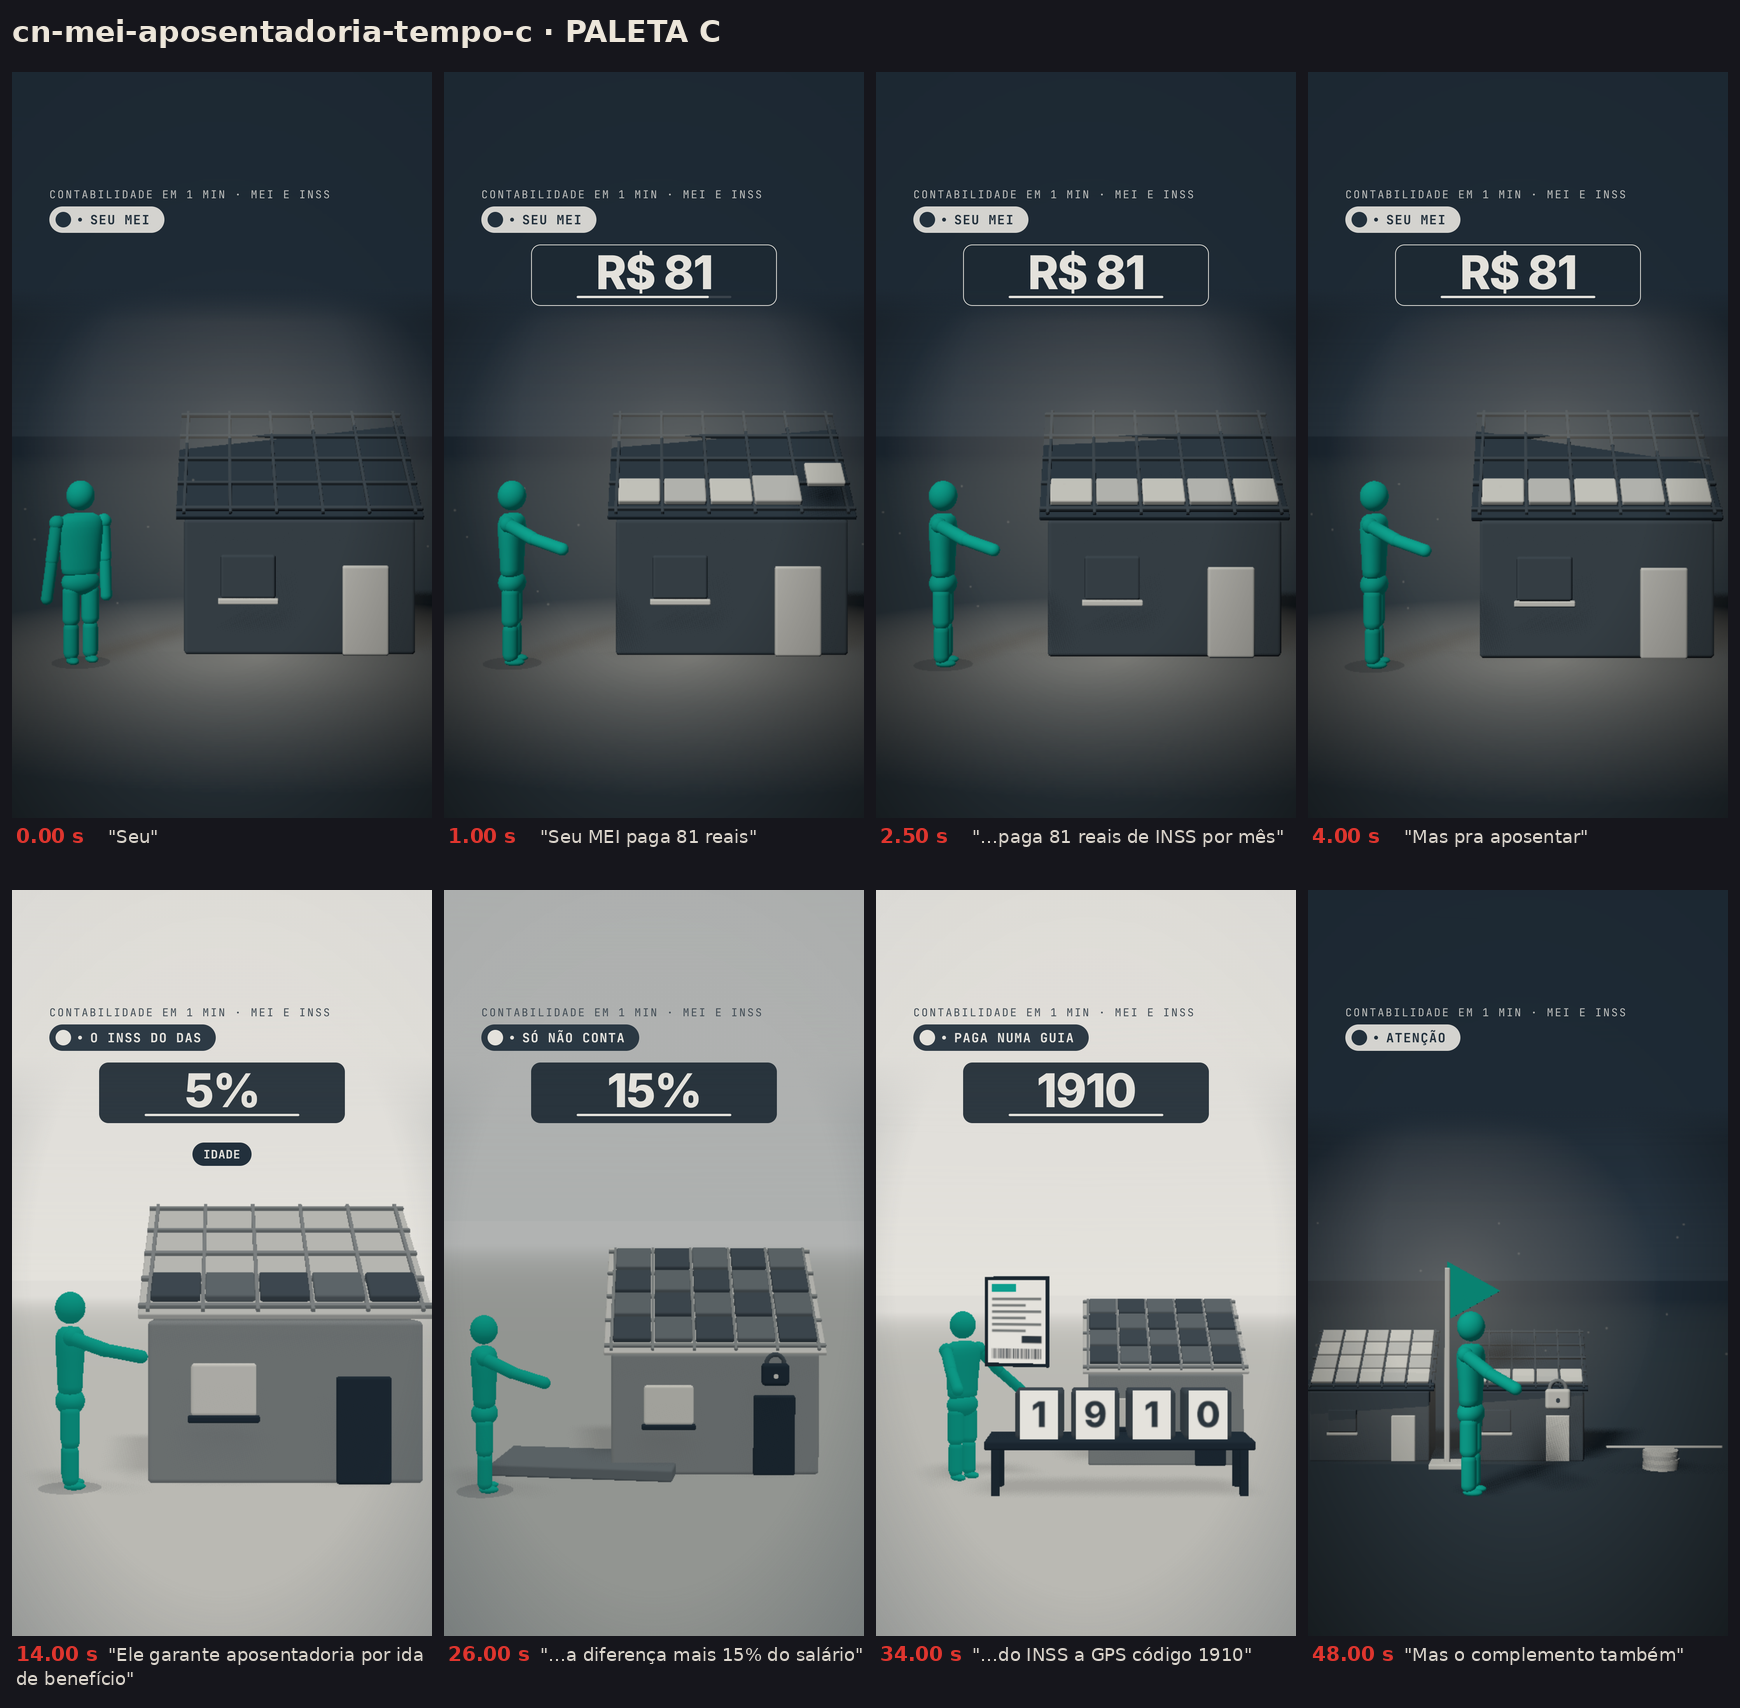 cn-mei-aposentadoria-tempo-c · PALETA C
CONTABILIDADE EM 1 MIN · MEI E INSS
• SEU MEI
0.00 s "Seu"
CONTABILIDADE EM 1 MIN · MEI E INSS
• SEU MEI
R$ 81
1.00 s "Seu MEI paga 81 reais"
CONTABILIDADE EM 1 MIN · MEI E INSS
• SEU MEI
R$ 81
2.50 s "...paga 81 reais de INSS por mês"
CONTABILIDADE EM 1 MIN · MEI E INSS
• SEU MEI
R$ 81
4.00 s "Mas pra aposentar"
CONTABILIDADE EM 1 MIN · MEI E INSS
• O INSS DO DAS
5%
IDADE
14.00 s "Ele garante aposentadoria por ida
de benefício"
CONTABILIDADE EM 1 MIN · MEI E INSS
• SÓ NÃO CONTA
15%
26.00 s "...a diferença mais 15% do salário"
CONTABILIDADE EM 1 MIN · MEI E INSS
• PAGA NUMA GUIA
1910
1 9 1 0
34.00 s "...do INSS a GPS código 1910"
CONTABILIDADE EM 1 MIN · MEI E INSS
• ATENÇÃO
48.00 s "Mas o complemento também"